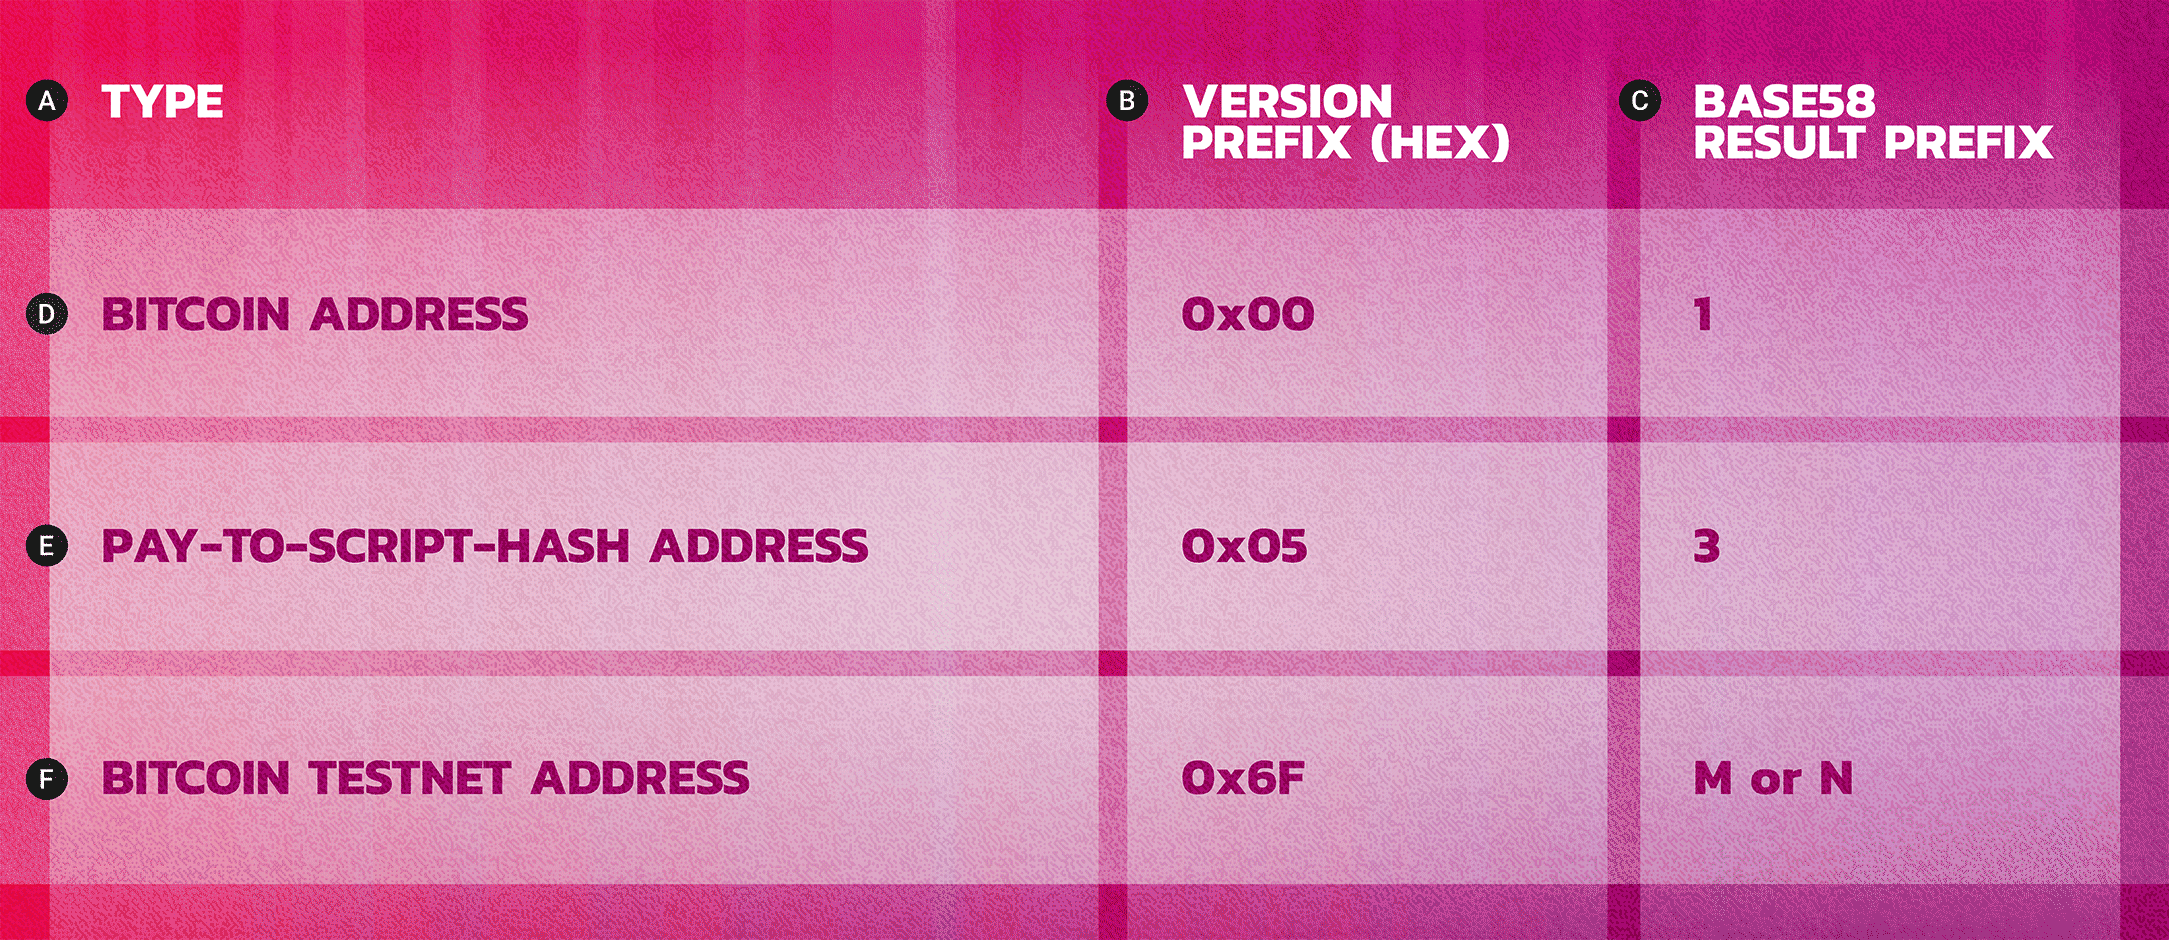 A TYPE
B VERSION
PREFIX (HEX)
C BASE58
RESULT PREFIX
D BITCOIN ADDRESS
0x00
1
E PAY-TO-SCRIPT-HASH ADDRESS
0x05
3
F BITCOIN TESTNET ADDRESS
0x6F
M or N